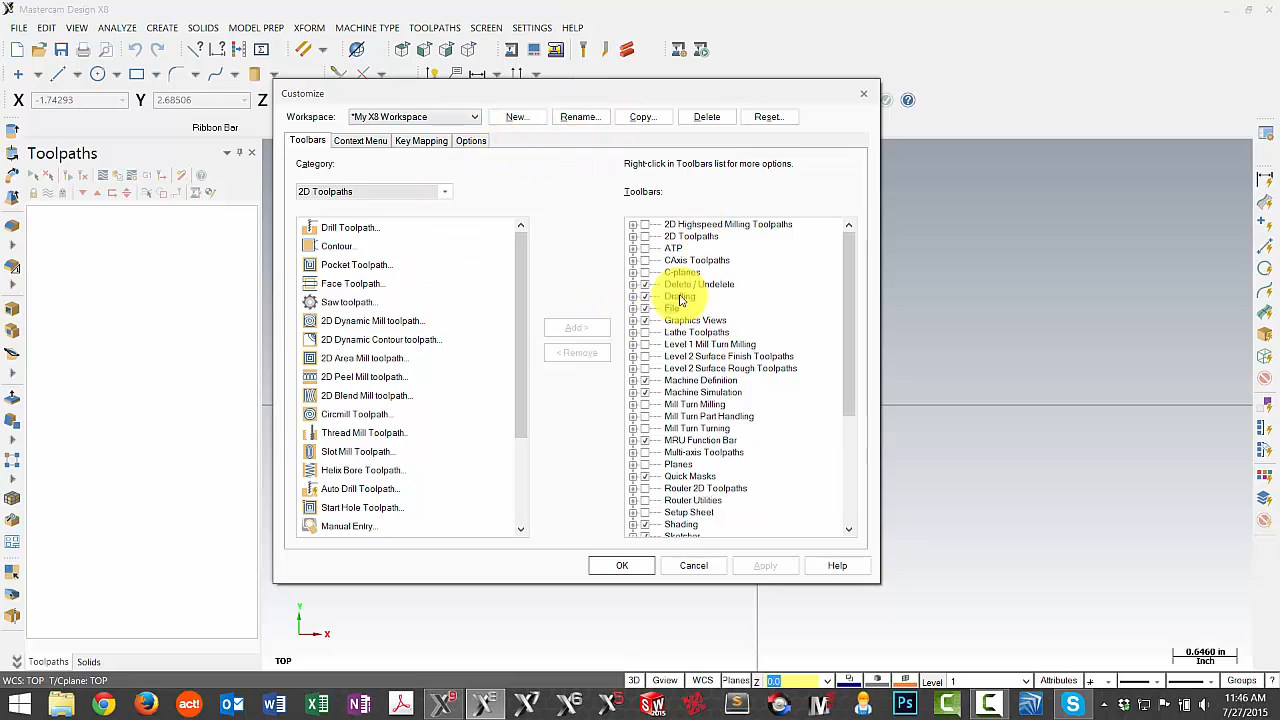 Mastercam Design X8
FILE EDIT VIEW ANALYZE CREATE SOLIDS MODEL PREP XFORM MACHINE TYPE TOOLPATHS SCREEN SETTINGS HELP
X -1.74293 Y 2.68506 Z
Ribbon Bar
Toolpaths
G1
Customize
Workspace: *My X8 Workspace New... Rename... Copy... Delete Reset...
Toolbars Context Menu Key Mapping Options
Category:
2D Toolpaths
Drill Toolpath...
Contour...
Pocket Toolpath...
Face Toolpath...
Saw toolpath...
2D Dynamic Mill toolpath...
2D Dynamic Contour toolpath...
2D Area Mill toolpath...
2D Peel Mill toolpath...
2D Blend Mill toolpath...
Circmill Toolpath...
Thread Mill Toolpath..
Slot Mill Toolpath...
Helix Bore Toolpath...
Auto Drill Toolpath...
Start Hole Toolpath...
Manual Entry...
Add >
< Remove
Right-click in Toolbars list for more options.
Toolbars:
2D Highspeed Milling Toolpaths
2D Toolpaths
ATP
CAxis Toolpaths
C-planes
Delete / Undelete
Drafting
File
Graphics Views
Lathe Toolpaths
Level 1 Mill Turn Milling
Level 2 Surface Finish Toolpaths
Level 2 Surface Rough Toolpaths
Machine Definition
Machine Simulation
Mill Turn Milling
Mill Turn Part Handling
Mill Turn Turning
MRU Function Bar
Multi-axis Toolpaths
Planes
Quick Masks
Router 2D Toolpaths
Router Utilities
Setup Sheet
Shading
Sketcher
OK Cancel Apply Help
Y
X
TOP
0.6460 in
Inch
Toolpaths Solids
WCS: TOP T/Cplane: TOP
3D Gview WCS Planes Z 0.0 Level 1 Attributes Groups ?
act!
SW 2015
Ps
11:46 AM
7/27/2015